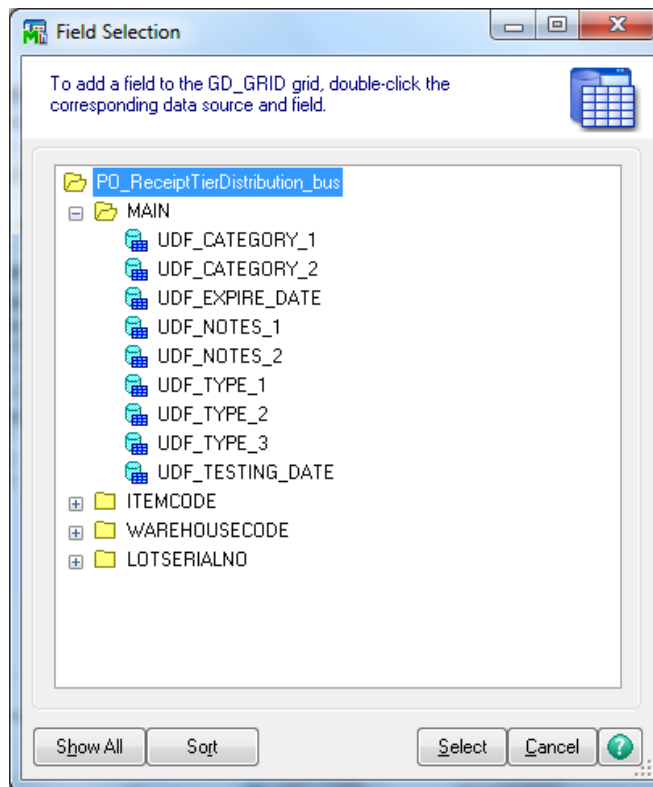 Field Selection
To add a field to the GD_GRID grid, double-click the
corresponding data source and field.
PO_ReceiptTierDistribution_bus
MAIN
UDF_CATEGORY_1
UDF_CATEGORY_2
UDF_EXPIRE_DATE
UDF_NOTES_1
UDF_NOTES_2
UDF_TYPE_1
UDF_TYPE_2
UDF_TYPE_3
UDF_TESTING_DATE
ITEMCODE
WAREHOUSECODE
LOTSERIALNO
Show All Sort Select Cancel ?